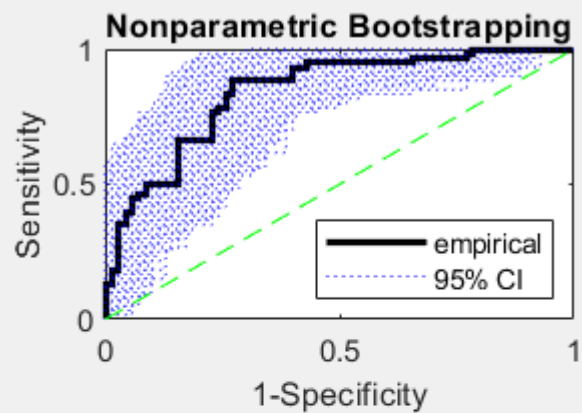 Nonparametric Bootstrapping
1
0.5
0
Sensitivity
empirical
95% CI
0
0.5
1
1-Specificity